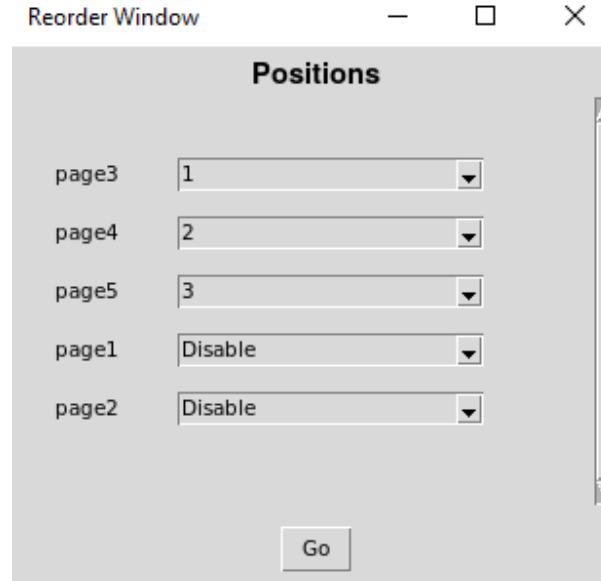 Reorder Window
Positions
page3 1
page4 2
page5 3
page1 Disable
page2 Disable
Go